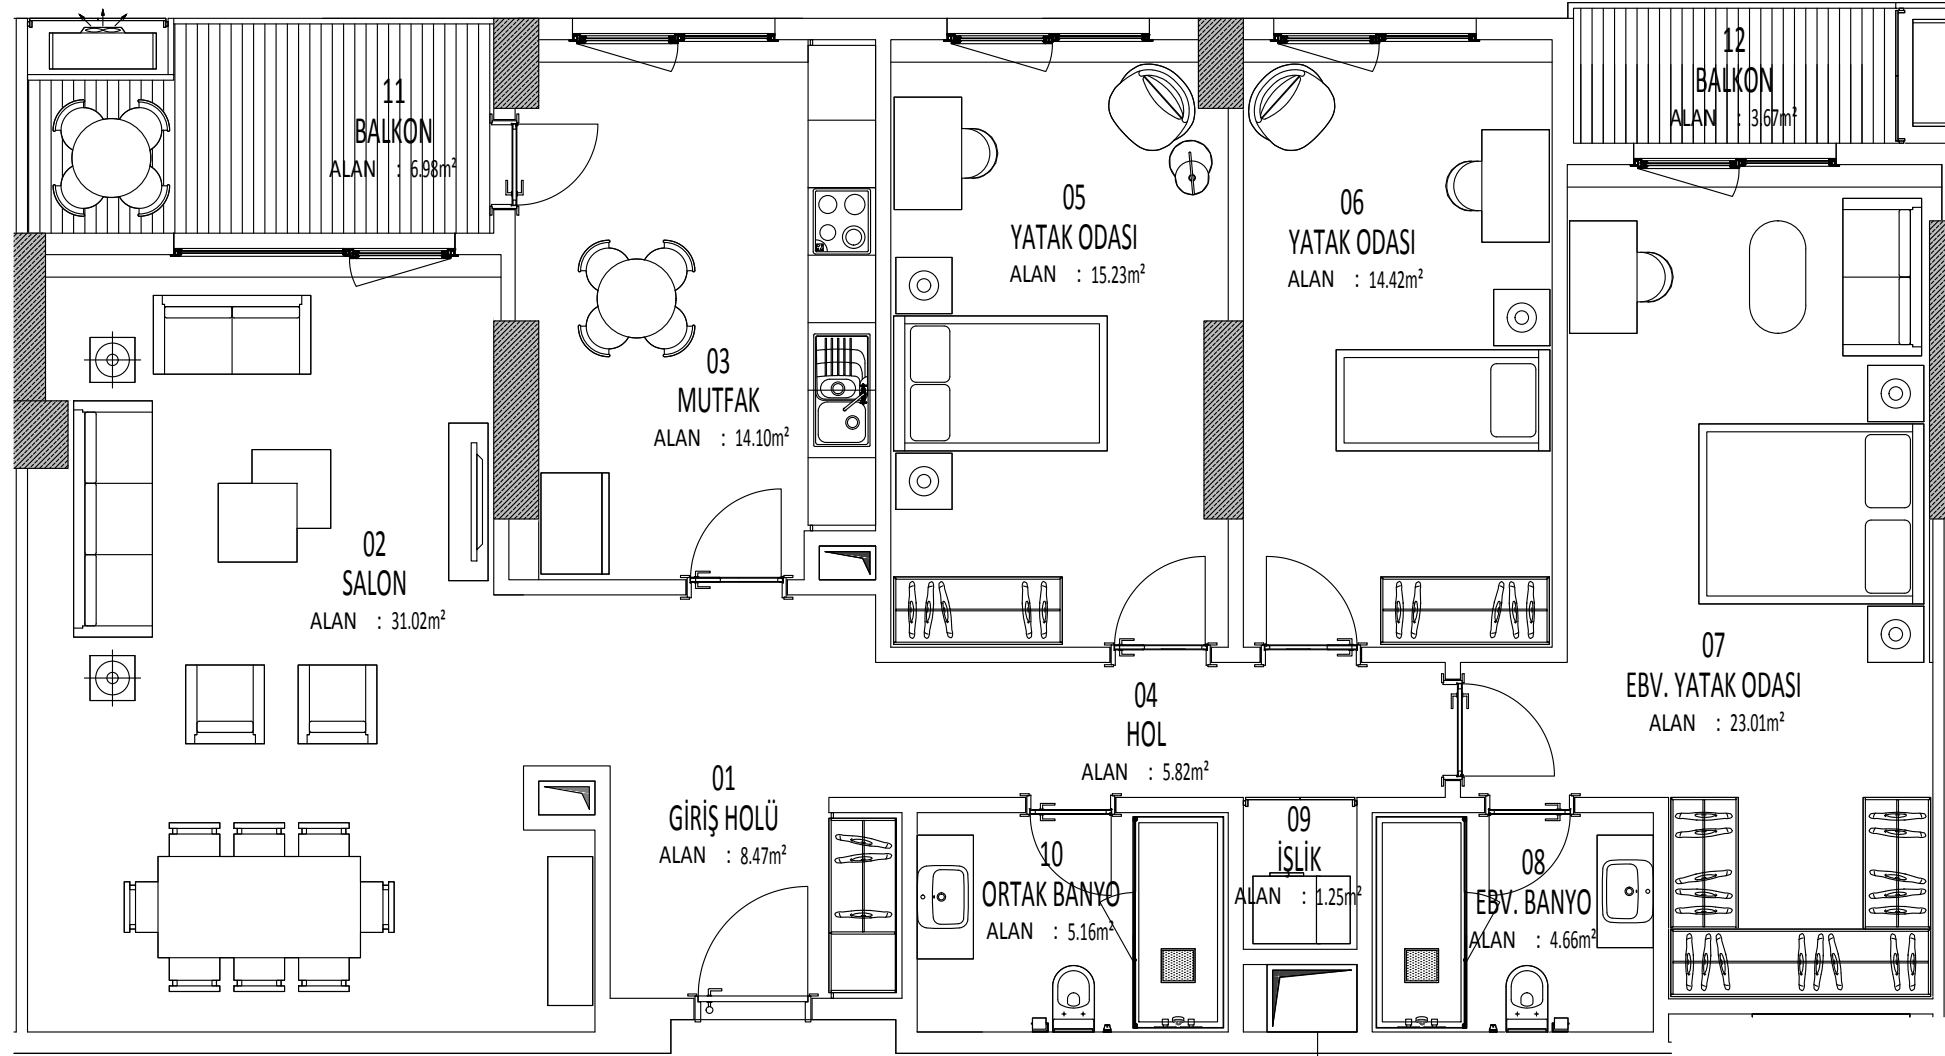 11
BALKON
ALAN : 6.98m²
12
BALKON
ALAN : 3.67m²
05
YATAK ODASI
ALAN : 15.23m²
06
YATAK ODASI
ALAN : 14.42m²
03
MUTFAK
ALAN : 14.10m²
02
SALON
ALAN : 31.02m²
07
EBV. YATAK ODASI
ALAN : 23.01m²
04
HOL
ALAN : 5.82m²
01
GİRİŞ HOLÜ
ALAN : 8.47m²
10
ORTAK BANYO
ALAN : 5.16m²
09
İŞLİK
ALAN : 1.25m²
08
EBV. BANYO
ALAN : 4.66m²